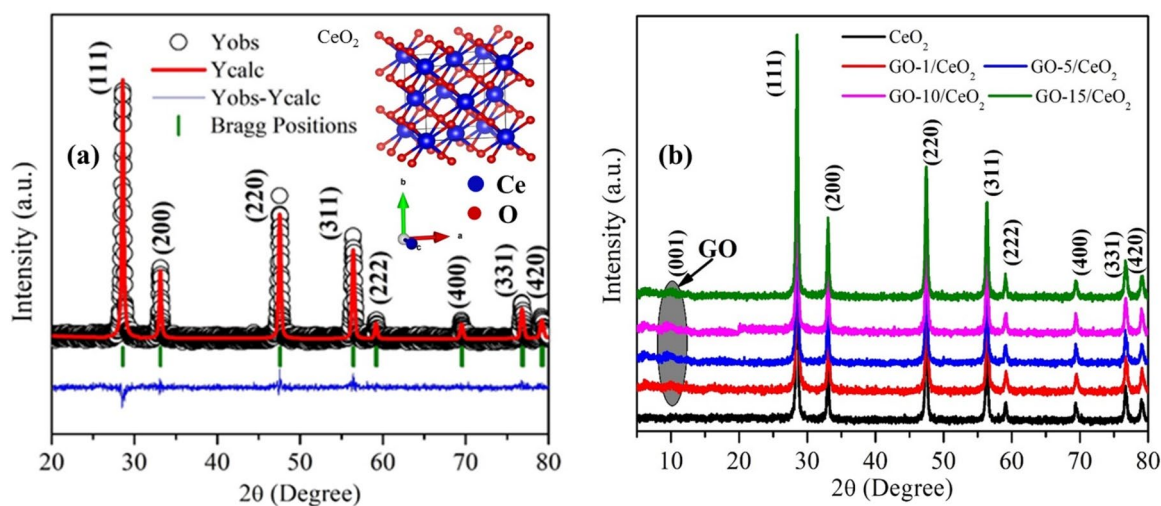 Yobs
Ycalc
Yobs-Ycalc
Bragg Positions
CeO2
(a)
b
a
c
Ce
O
(111)
(200)
(220)
(311)
(222)
(400)
(331)
(420)
Intensity (a.u.)
20 30 40 50 60 70 80
2θ (Degree)
CeO2
GO-1/CeO2 GO-5/CeO2
GO-10/CeO2 GO-15/CeO2
(b)
(001)
GO
(111)
(200)
(220)
(311)
(222)
(400)
(331)
(420)
Intensity (a.u.)
10 20 30 40 50 60 70 80
2θ (Degree)